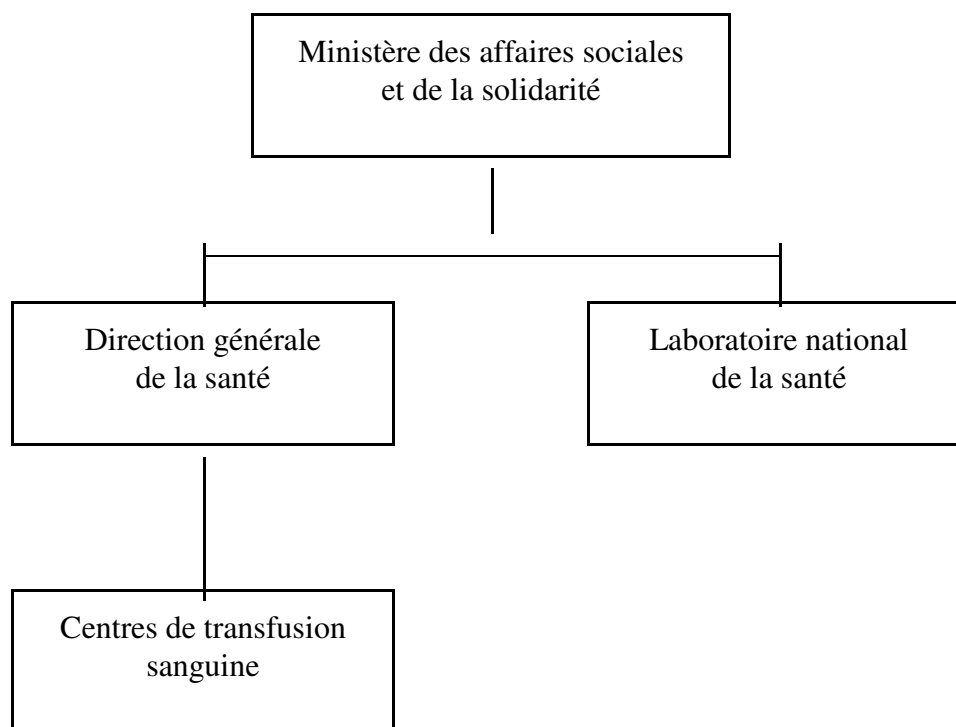 Ministère des affaires sociales
et de la solidarité
Direction générale
de la santé
Laboratoire national
de la santé
Centres de transfusion
sanguine